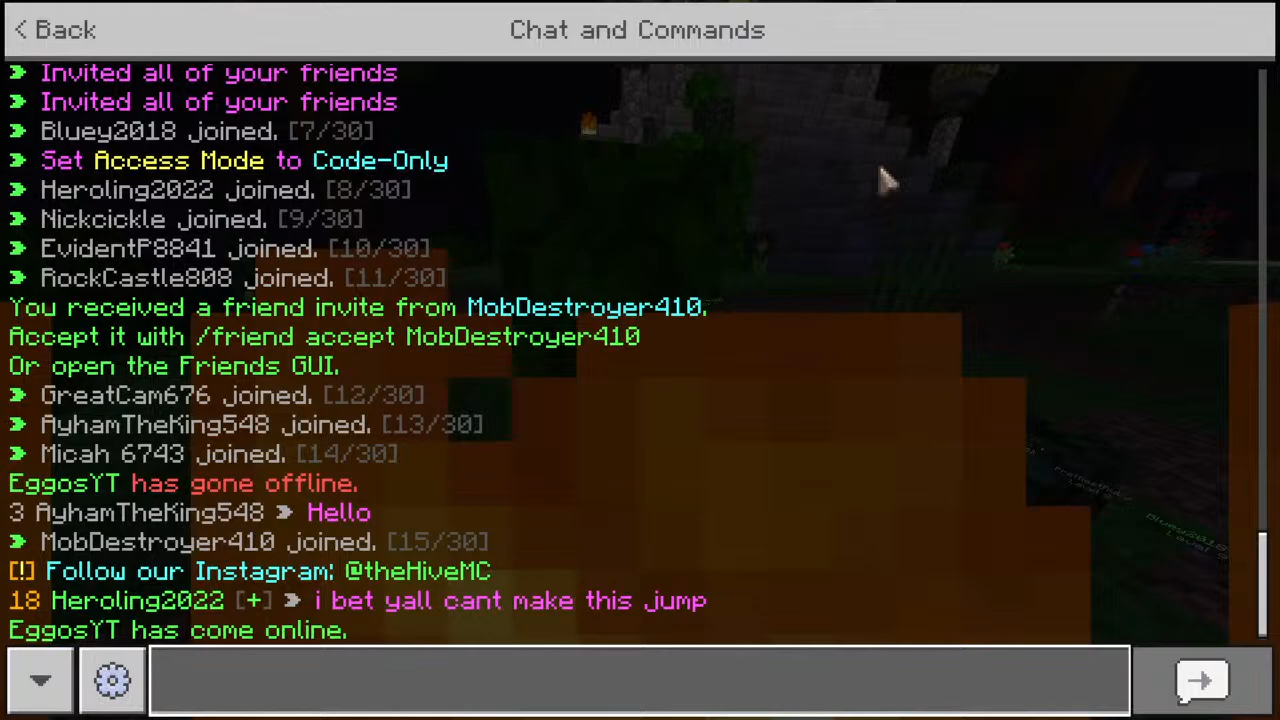 < Back
Chat and Commands
Invited all of your friends
Invited all of your friends
Bluey2018 joined. [7/30]
Set Access Mode to Code-Only
Heroling2022 joined. [8/30]
Nickcickle joined. [9/30]
EvidentP8841 joined. [10/30]
RockCastle808 joined. [11/30]
You received a friend invite from MobDestroyer410.
Accept it with /friend accept MobDestroyer410
Or open the Friends GUI.
GreatCam676 joined. [12/30]
AyhamTheKing548 joined. [13/30]
Micah 6743 joined. [14/30]
EggosYT has gone offline.
3 AyhamTheKing548 » Hello
MobDestroyer410 joined. [15/30]
[!] Follow our Instagram: @theHiveMC
18 Heroling2022 [+] » i bet yall cant make this jump
EggosYT has come online.
Bluey2018